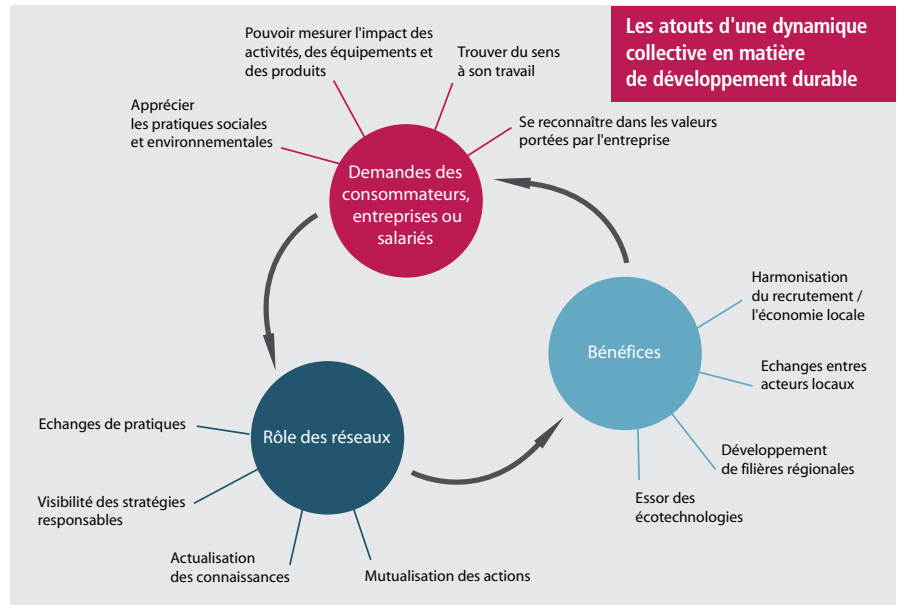 Les atouts d'une dynamique
collective en matière
de développement durable
Pouvoir mesurer l'impact des
activités, des équipements et
des produits
Trouver du sens
à son travail
Apprécier
les pratiques sociales
et environnementales
Se reconnaître dans les valeurs
portées par l'entreprise
Demandes des
consommateurs,
entreprises ou
salariés
Harmonisation
du recrutement /
l'économie locale
Bénéfices
Echanges entres
acteurs locaux
Développement
de filières régionales
Essor des
écotechnologies
Rôle des réseaux
Echanges de pratiques
Visibilité des stratégies
responsables
Actualisation
des connaissances
Mutualisation des actions